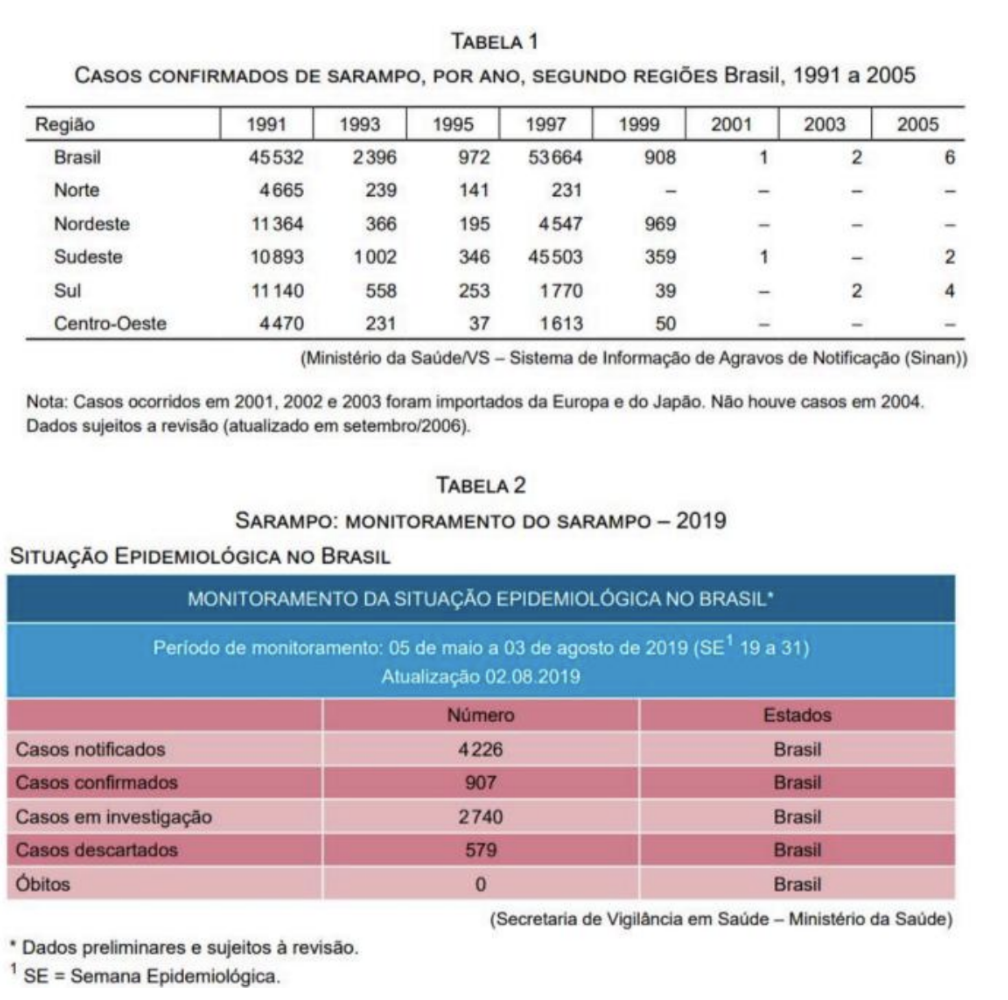 TABELA 1
CASOS CONFIRMADOS DE SARAMPO, POR ANO, SEGUNDO REGIÕES Brasil, 1991 a 2005
Região 1991 1993 1995 1997 1999 2001 2003 2005
Brasil 45532 2396 972 53664 908 1 2 6
Norte 4665 239 141 231 – – – –
Nordeste 11364 366 195 4547 969 – – –
Sudeste 10893 1002 346 45503 359 1 – 2
Sul 11140 558 253 1770 39 – 2 4
Centro-Oeste 4470 231 37 1613 50 – – –
(Ministério da Saúde/VS – Sistema de Informação de Agravos de Notificação (Sinan))
Nota: Casos ocorridos em 2001, 2002 e 2003 foram importados da Europa e do Japão. Não houve casos em 2004.
Dados sujeitos a revisão (atualizado em setembro/2006).
TABELA 2
SARAMPO: MONITORAMENTO DO SARAMPO – 2019
SITUAÇÃO EPIDEMIOLÓGICA NO BRASIL
MONITORAMENTO DA SITUAÇÃO EPIDEMIOLÓGICA NO BRASIL*
Período de monitoramento: 05 de maio a 03 de agosto de 2019 (SE¹ 19 a 31)
Atualização 02.08.2019
Número Estados
Casos notificados 4226 Brasil
Casos confirmados 907 Brasil
Casos em investigação 2740 Brasil
Casos descartados 579 Brasil
Óbitos 0 Brasil
(Secretaria de Vigilância em Saúde – Ministério da Saúde)
* Dados preliminares e sujeitos à revisão.
¹ SE = Semana Epidemiológica.